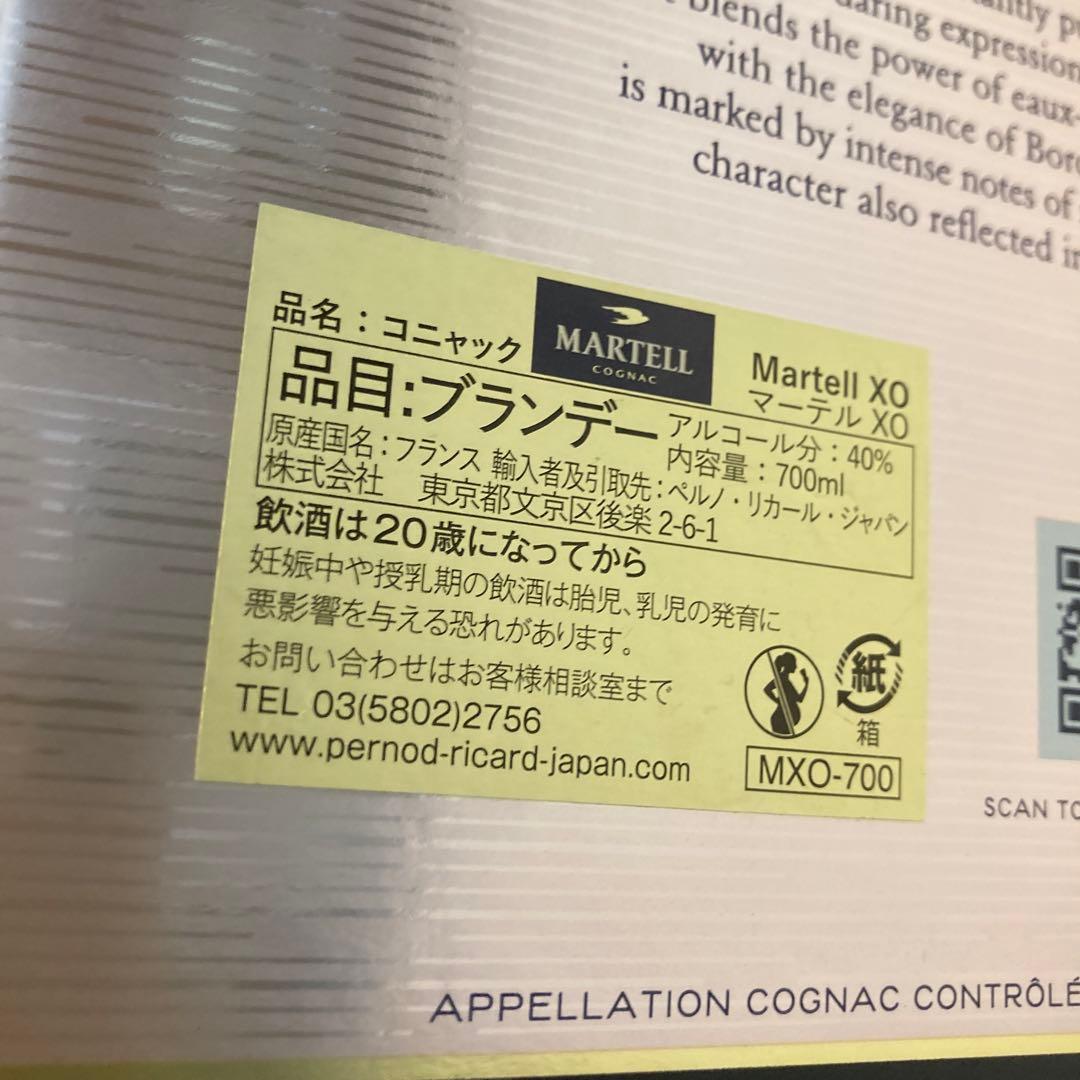 daring expression
blends the power of eaux-
with the elegance of
is marked by intense notes of
character also reflected
品名：コニャック
MARTELL
COGNAC
Martell XO
マーテル XO
品目：ブランデー
アルコール分：40%
内容量：700ml
原産国名：フランス 輸入者及引取先：ペルノ・リカール・ジャパン
株式会社 東京都文京区後楽 2-6-1
飲酒は20歳になってから
妊娠中や授乳期の飲酒は胎児、乳児の発育に
悪影響を与える恐れがあります。
お問い合わせはお客様相談室まで
TEL 03(5802)2756
www.pernod-ricard-japan.com
紙
箱
MXO-700
SCAN TO
APPELLATION COGNAC CONTRÔLÉ